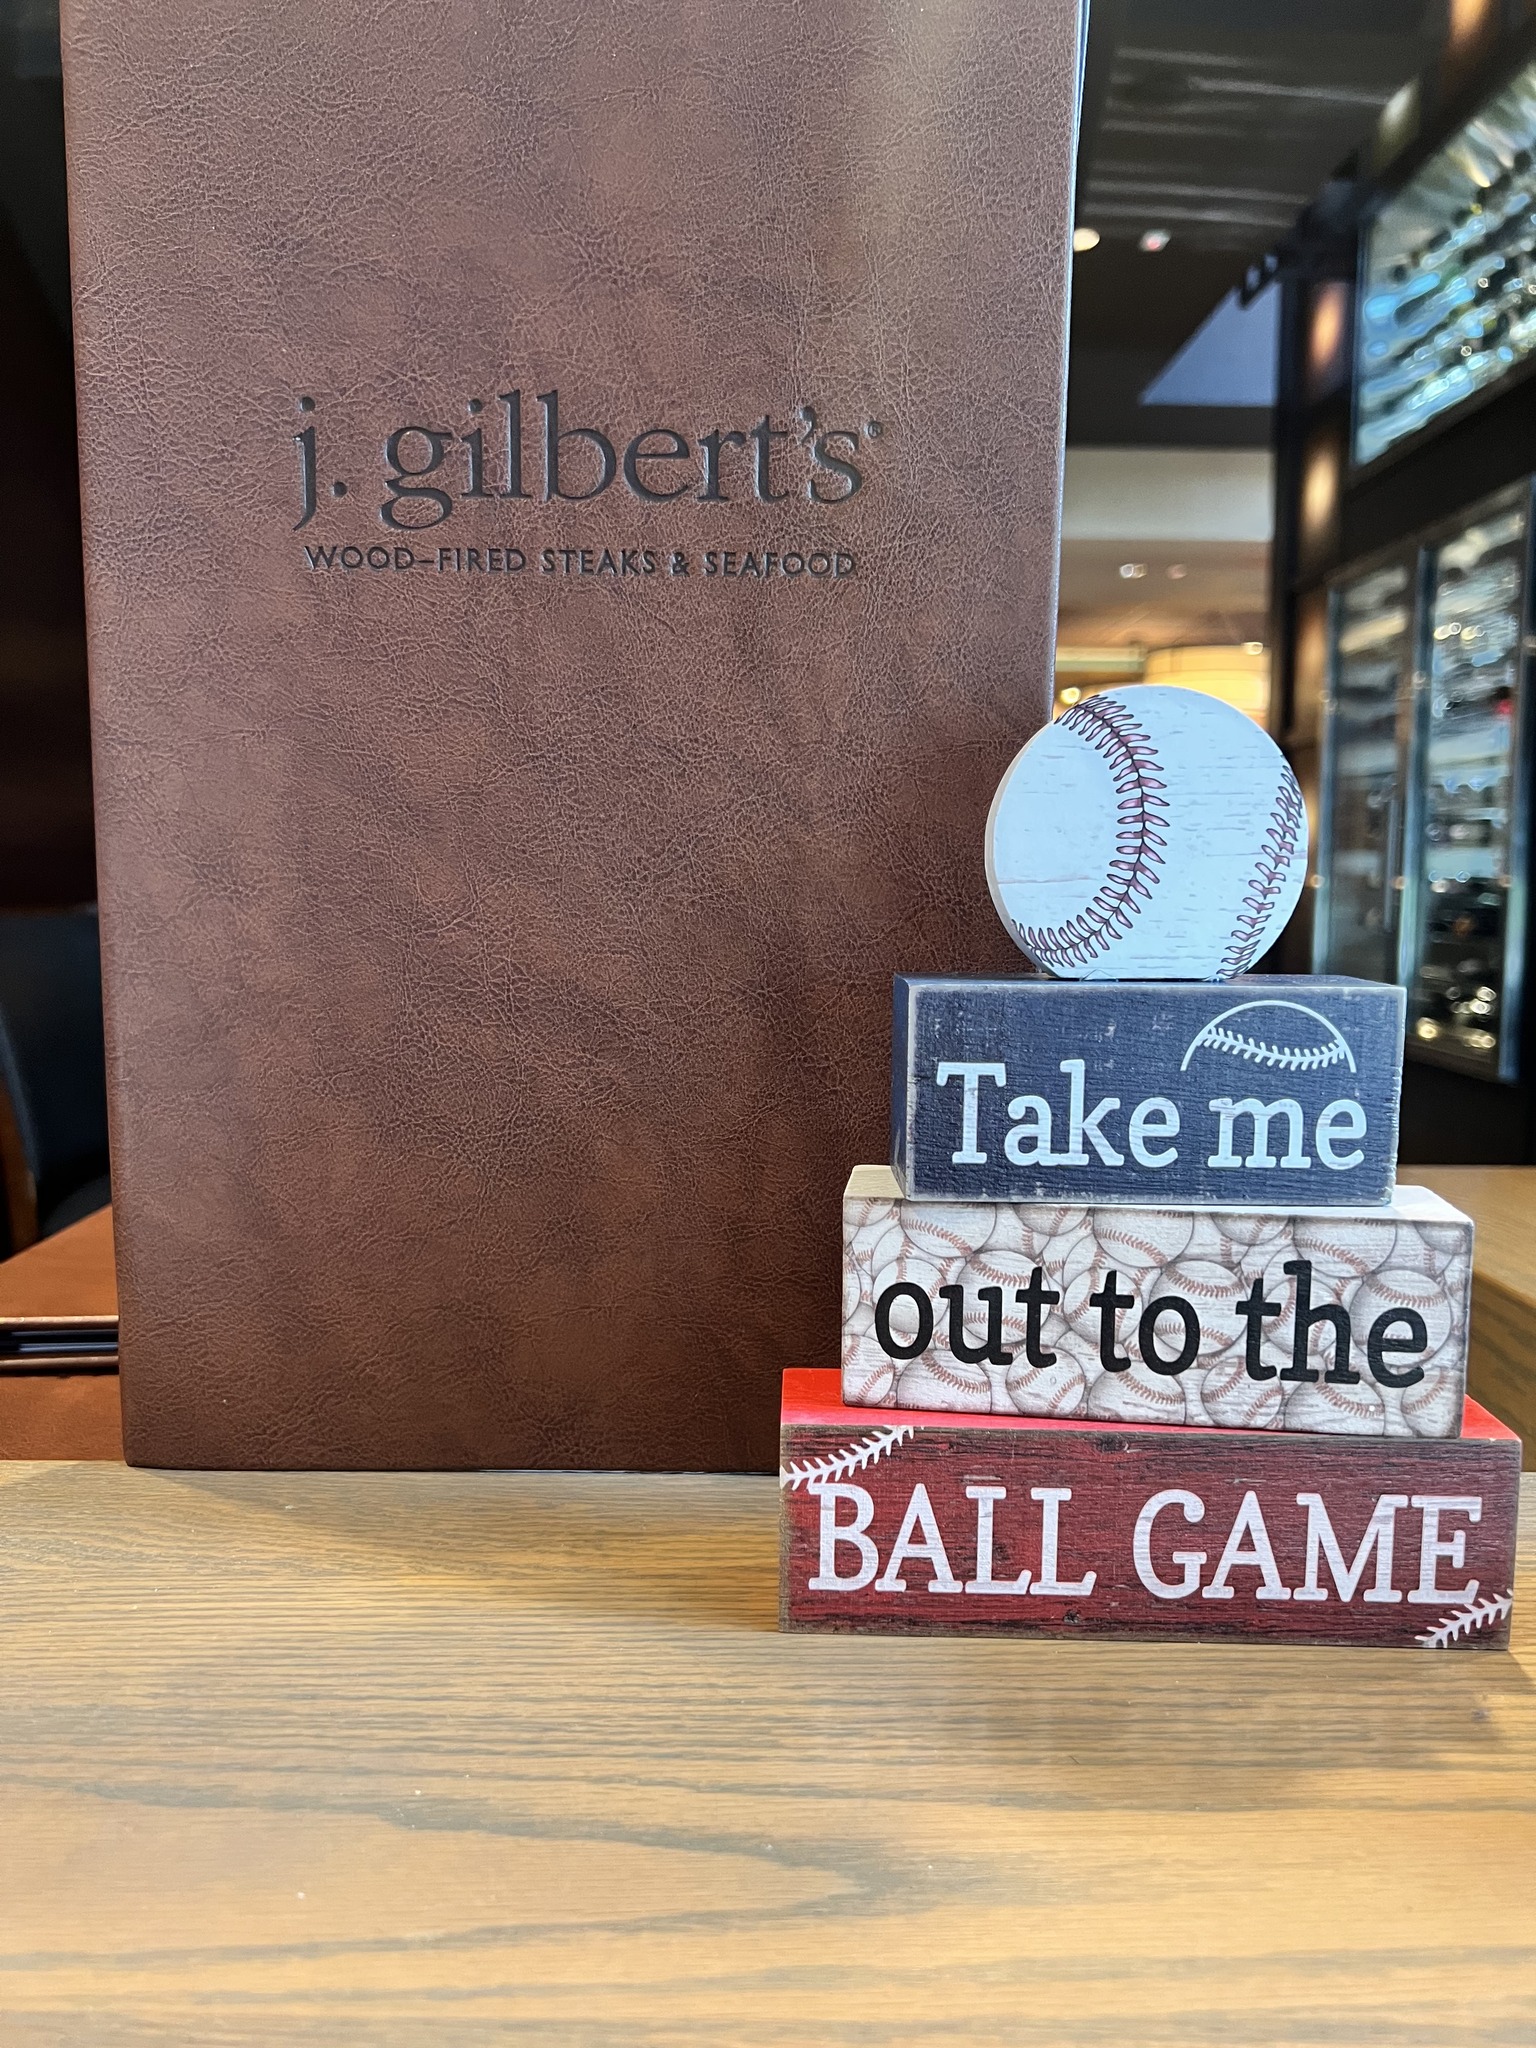 j. gilbert's®
WOOD-FIRED STEAKS & SEAFOOD
Take me
out to the
BALL GAME